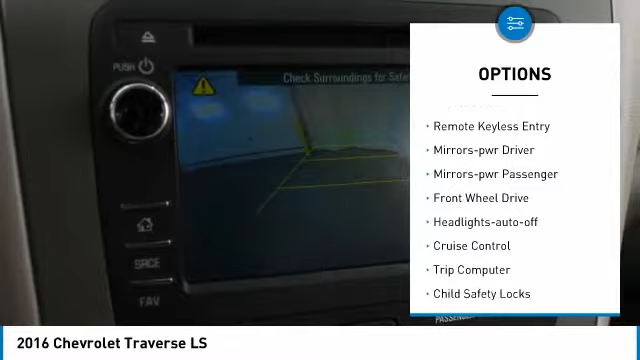 PUSH
Check Surroundings for Safe
SRCE
FAV
OPTIONS
Remote Keyless Entry
Mirrors-pwr Driver
Mirrors-pwr Passenger
Front Wheel Drive
Headlights-auto-off
Cruise Control
Trip Computer
Child Safety Locks
PASSENG
2016 Chevrolet Traverse LS